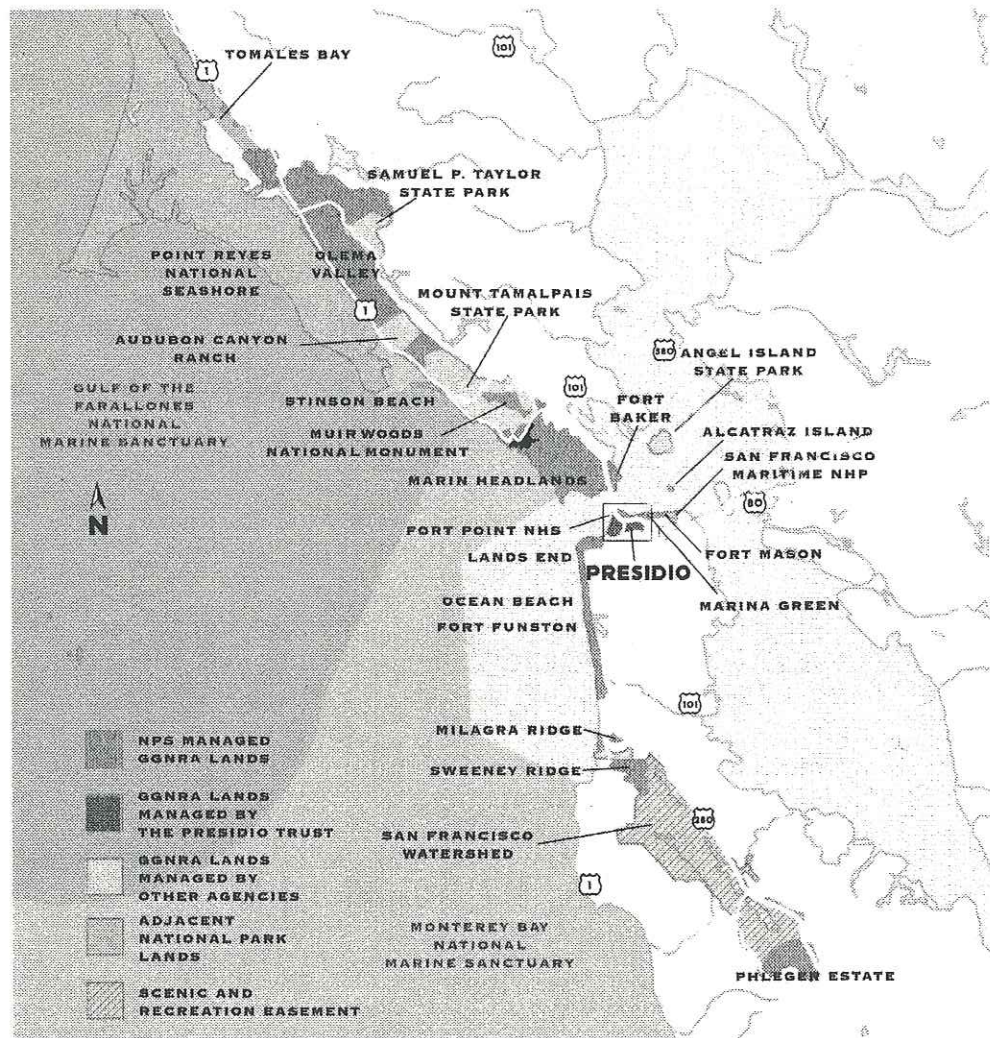 101
1
TOMALES BAY
SAMUEL P. TAYLOR
STATE PARK
POINT REYES
NATIONAL
SEASHORE
OLEMA
VALLEY
MOUNT TAMALPAIS
STATE PARK
1
AUDUBON CANYON
RANCH
580
ANGEL ISLAND
STATE PARK
GULF OF THE
FARALLONES
NATIONAL
MARINE SANCTUARY
STINSON BEACH
101
FORT
BAKER
MUIR WOODS
NATIONAL MONUMENT
ALCATRAZ ISLAND
SAN FRANCISCO
MARITIME NHP
MARIN HEADLANDS
80
N
FORT POINT NHS
LANDS END
PRESIDIO
FORT MASON
MARINA GREEN
OCEAN BEACH
FORT FUNSTON
101
MILAGRA RIDGE
SWEENEY RIDGE
280
SAN FRANCISCO
WATERSHED
1
MONTEREY BAY
NATIONAL
MARINE SANCTUARY
PHLEGER ESTATE
NPS MANAGED
GGNRA LANDS
GGNRA LANDS
MANAGED BY
THE PRESIDIO TRUST
GGNRA LANDS
MANAGED BY
OTHER AGENCIES
ADJACENT
NATIONAL PARK
LANDS
SCENIC AND
RECREATION EASEMENT